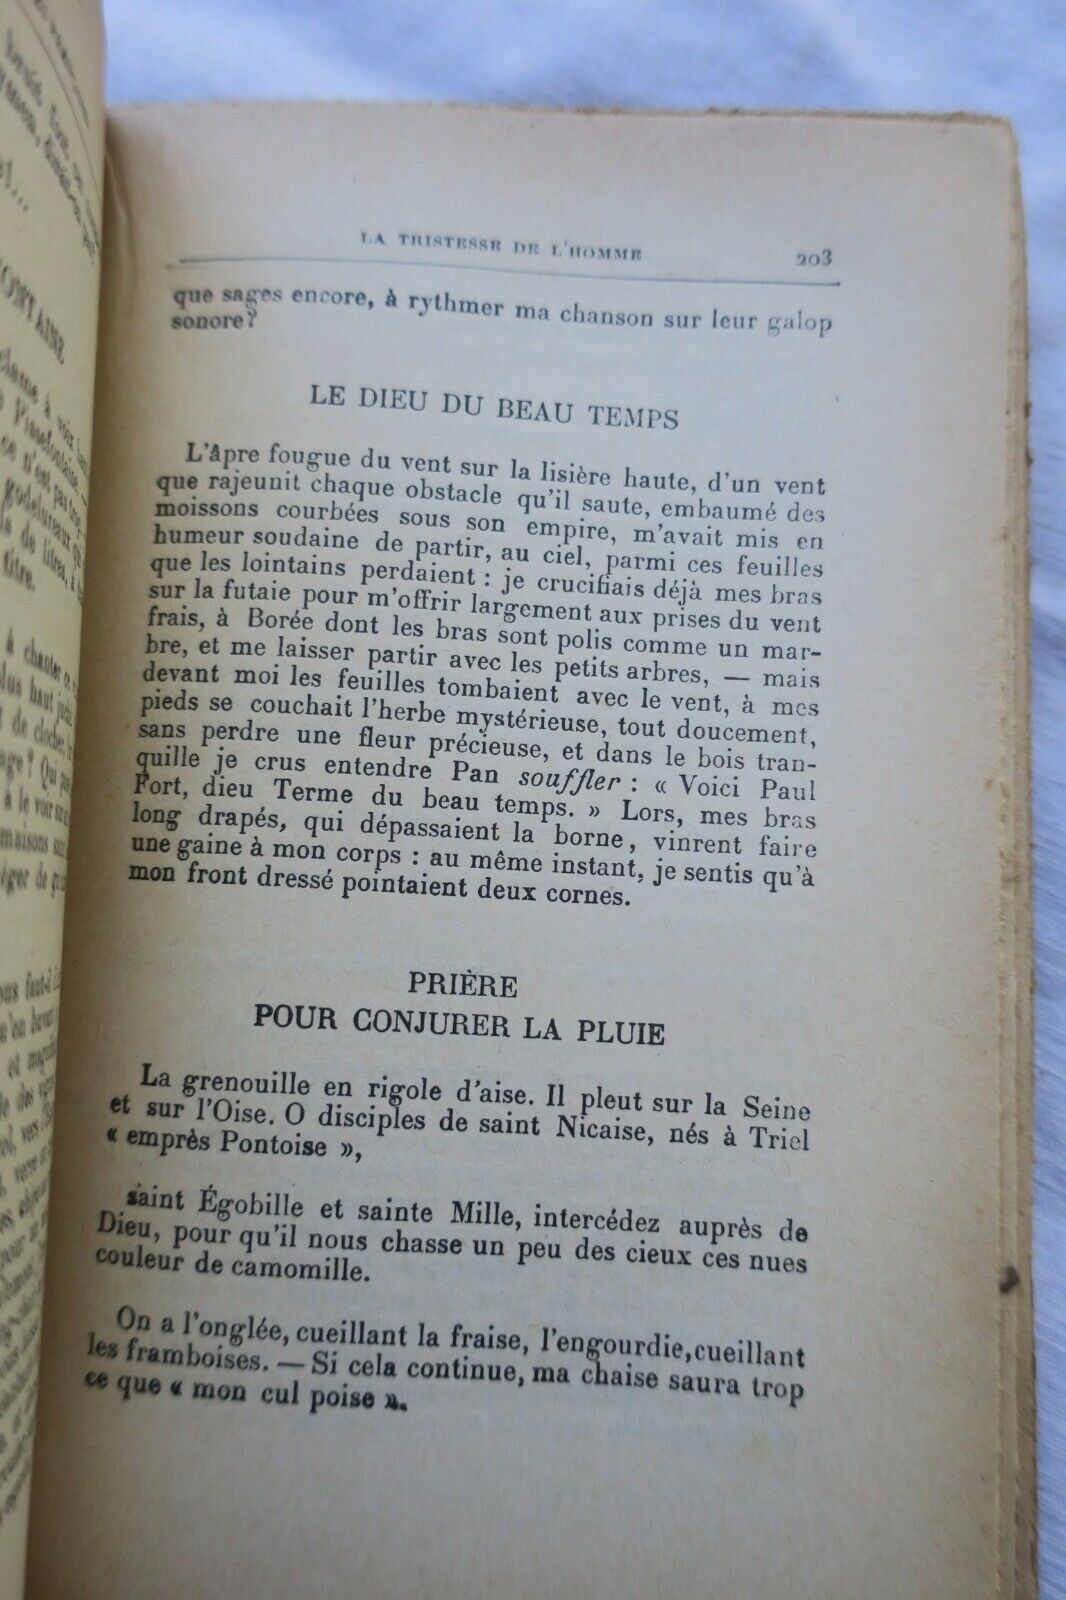 LA TRISTESSE DE L'HOMME 203
que sages encore, à rythmer ma chanson sur leur galop
sonore?
LE DIEU DU BEAU TEMPS
L'âpre fougue du vent sur la lisière haute, d'un vent
que rajeunit chaque obstacle qu'il saute, embaumé des
moissons courbées sous son empire, m'avait mis en
humeur soudaine de partir, au ciel, parmi ces feuilles
que les lointains perdaient : je crucifiais déjà mes bras
sur la futaie pour m'offrir largement aux prises du vent
frais, à Borée dont les bras sont polis comme un mar-
bre, et me laisser partir avec les petits arbres, — mais
devant moi les feuilles tombaient avec le vent, à mes
pieds se couchait l'herbe mystérieuse, tout doucement,
sans perdre une fleur précieuse, et dans le bois tran-
quille je crus entendre Pan souffler : « Voici Paul
Fort, dieu Terme du beau temps. » Lors, mes bras
long drapés, qui dépassaient la borne, vinrent faire
une gaine à mon corps : au même instant, je sentis qu'à
mon front dressé pointaient deux cornes.
PRIÈRE
POUR CONJURER LA PLUIE
La grenouille en rigole d'aise. Il pleut sur la Seine
et sur l'Oise. O disciples de saint Nicaise, nés à Triel
« emprès Pontoise »,
saint Égobille et sainte Mille, intercédez auprès de
Dieu, pour qu'il nous chasse un peu des cieux ces nues
couleur de camomille.
On a l'onglée, cueillant la fraise, l'engourdie, cueillant
les framboises. — Si cela continue, ma chaise saura trop
ce que « mon cul poise ».